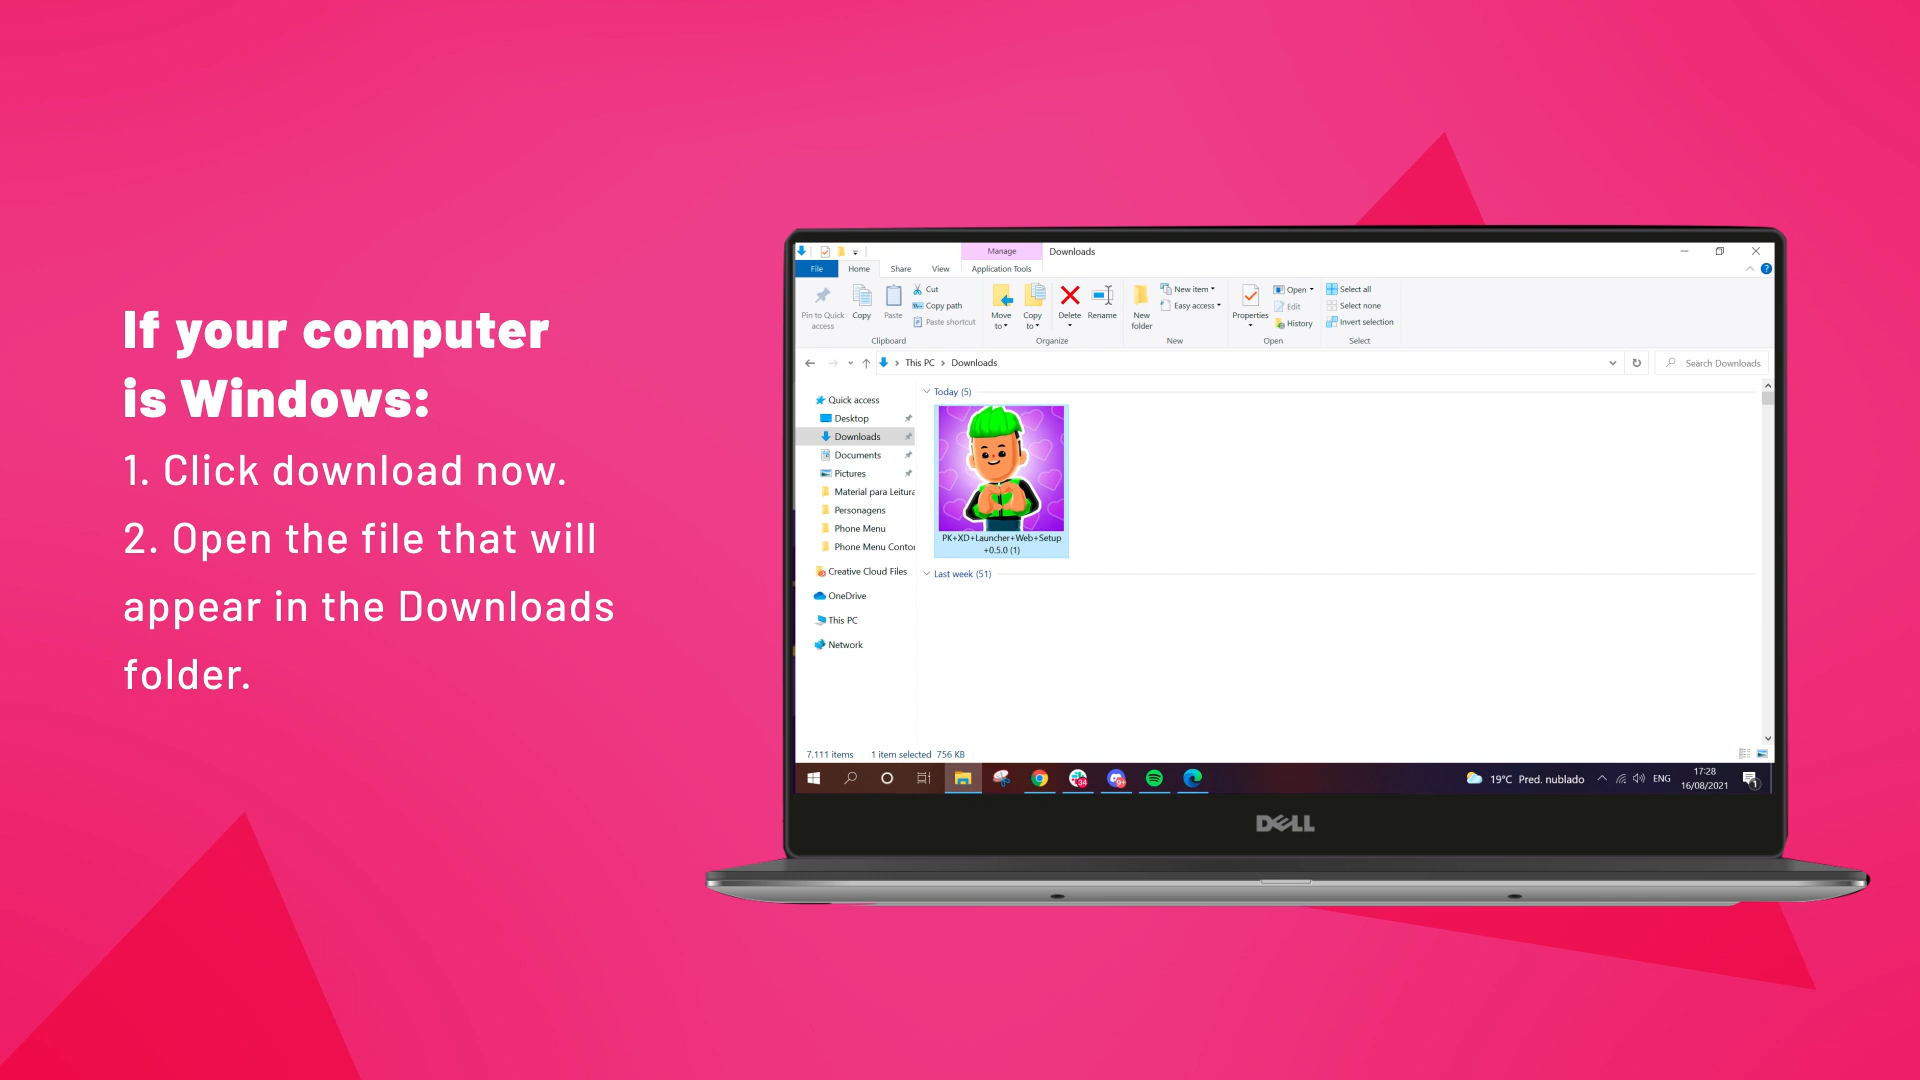 If your computer
is Windows:
1. Click download now.
2. Open the file that will
appear in the Downloads
folder.
Manage
Downloads
File
Home
Share
View
Application Tools
Pin to Quick
access
Copy
Paste
Cut
Copy path
Paste shortcut
Clipboard
Move
to
Copy
to
Delete
Rename
Organize
New
folder
New item
Easy access
New
Properties
Open
Edit
History
Open
Select all
Select none
Invert selection
Select
This PC > Downloads
Search Downloads
Quick access
Desktop
Downloads
Documents
Pictures
Material para Leitura
Personagens
Phone Menu
Phone Menu Contor
Creative Cloud Files
OneDrive
This PC
Network
Today (5)
PK+XD+Launcher+Web+Setup
+0.5.0 (1)
Last week (51)
7.111 items
1 item selected 756 KB
34
9+
19°C Pred. nublado
ENG
17:28
16/08/2021
1
DELL